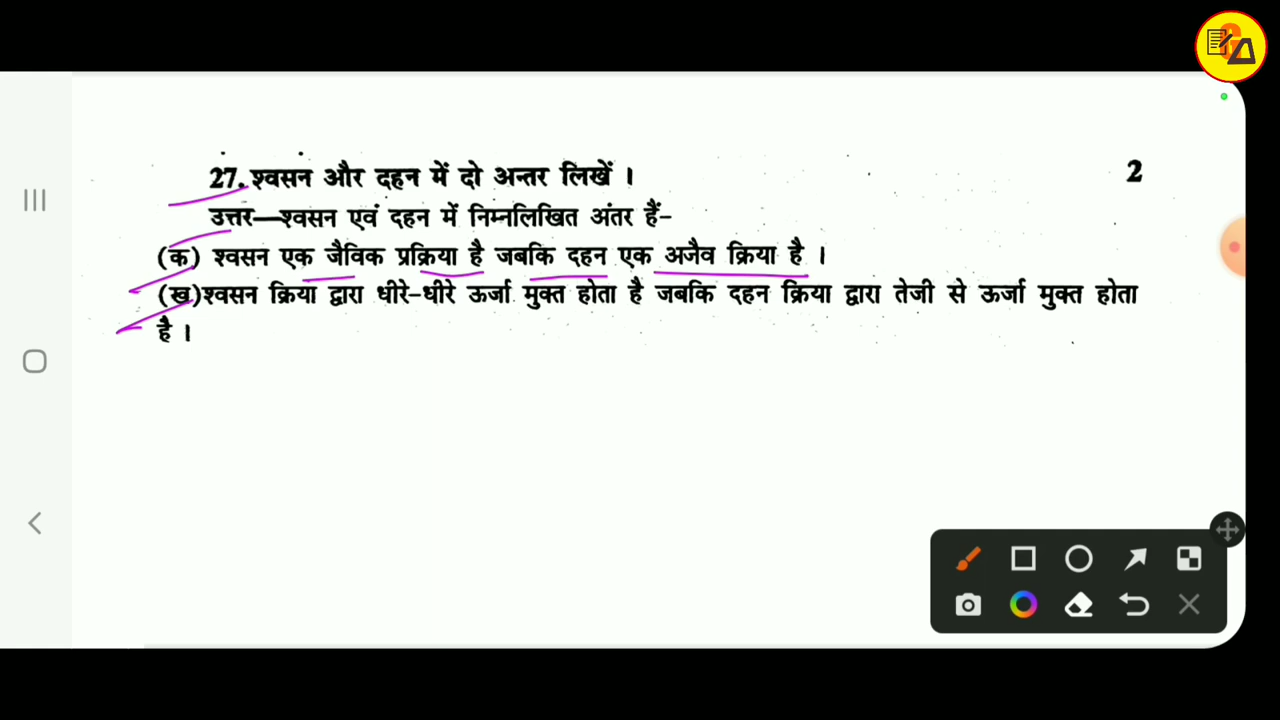 27. श्वसन और दहन में दो अन्तर लिखें । 2
उत्तर—श्वसन एवं दहन में निम्नलिखित अंतर हैं-
(क) श्वसन एक जैविक प्रक्रिया है जबकि दहन एक अजैव क्रिया है ।
(ख)श्वसन क्रिया द्वारा धीरे-धीरे ऊर्जा मुक्त होता है जबकि दहन क्रिया द्वारा तेजी से ऊर्जा मुक्त होता
है ।